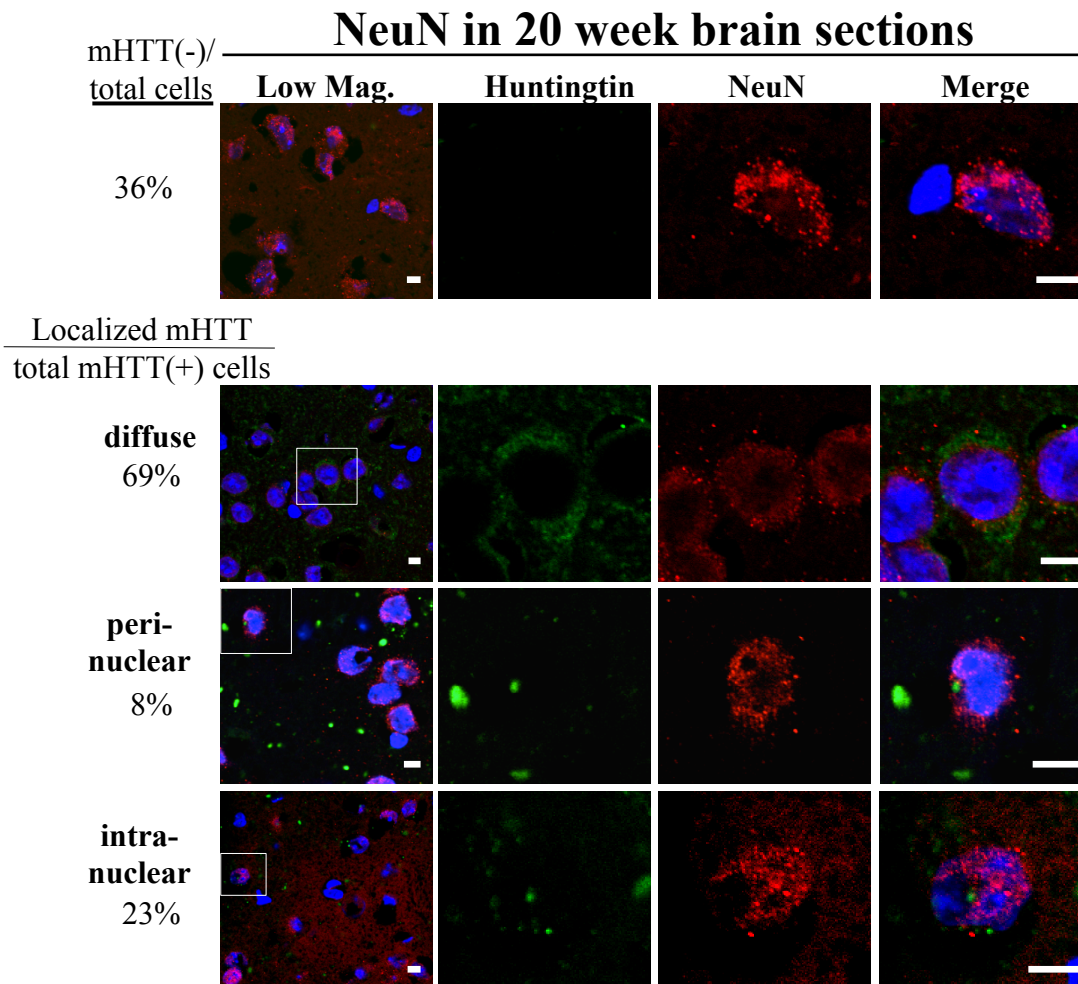 NeuN in 20 week brain sections
mHTT(-)/
total cells
Low Mag.
Huntingtin
NeuN
Merge
36%
Localized mHTT
total mHTT(+) cells
diffuse
69%
peri-
nuclear
8%
intra-
nuclear
23%